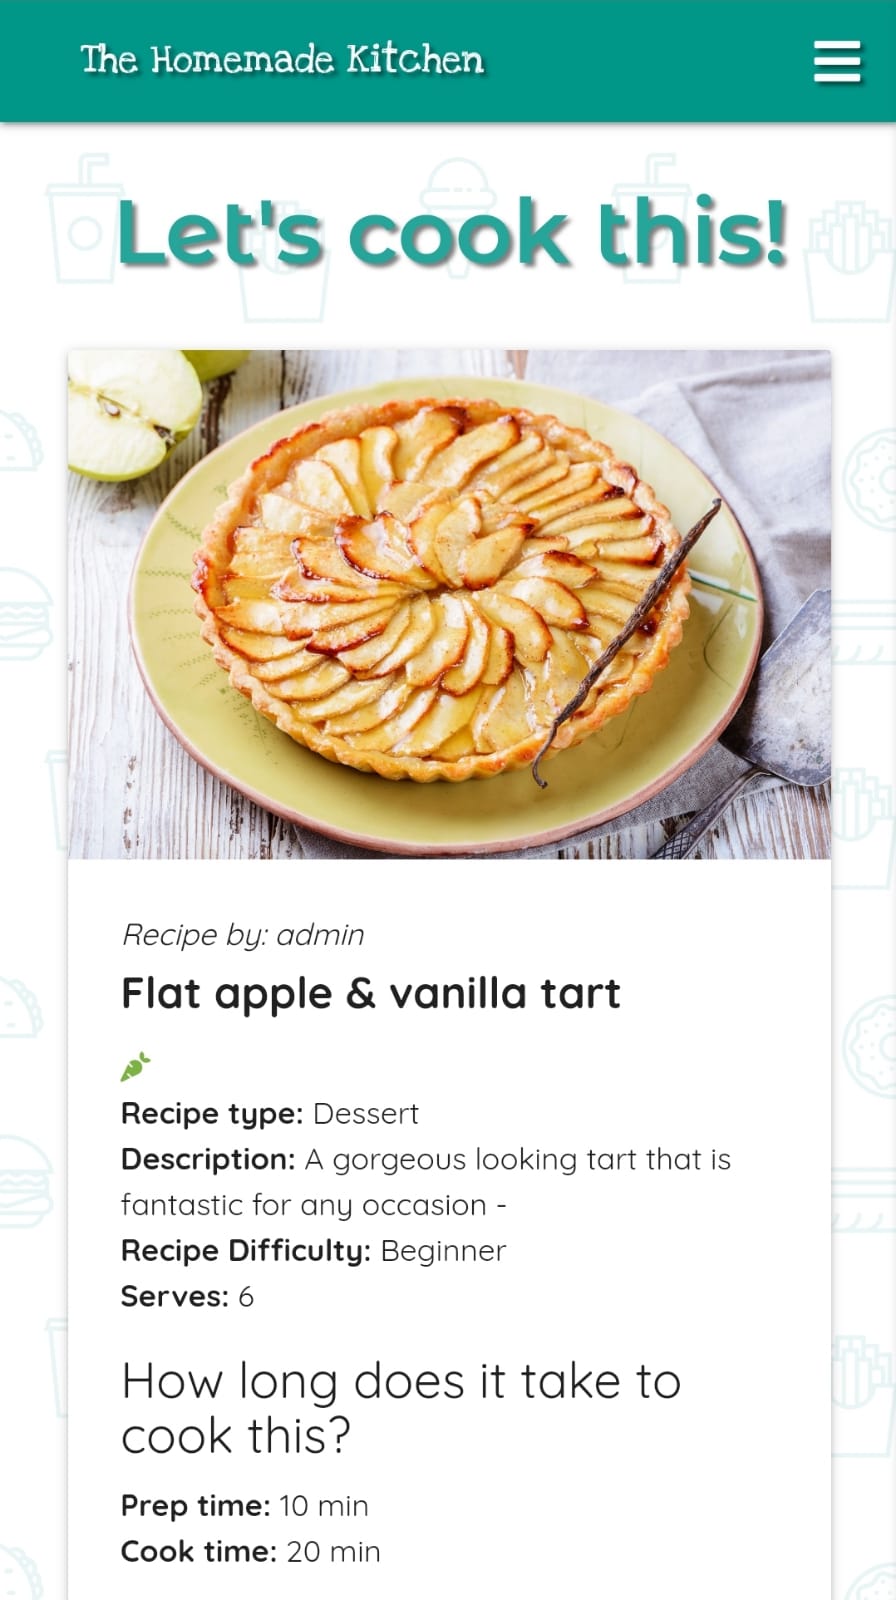 The Homemade Kitchen
Let's cook this!
Recipe by: admin
Flat apple & vanilla tart
Recipe type: Dessert
Description: A gorgeous looking tart that is
fantastic for any occasion -
Recipe Difficulty: Beginner
Serves: 6
How long does it take to
cook this?
Prep time: 10 min
Cook time: 20 min